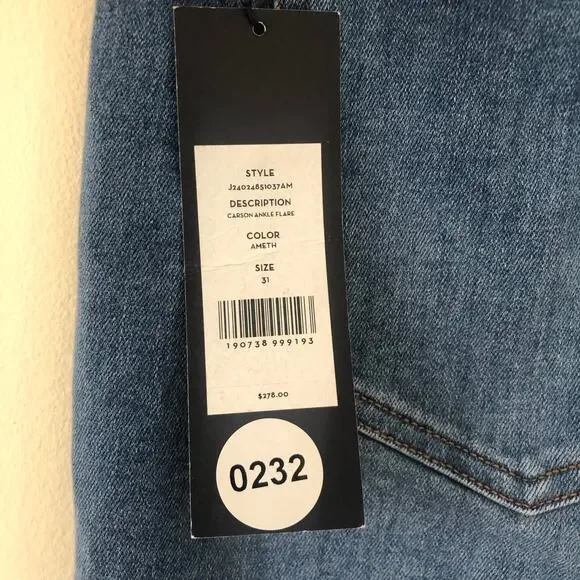 STYLE
J24024851037AM
DESCRIPTION
CARSON ANKLE FLARE
COLOR
AMETH
SIZE
31
190738 999193
$278.00
0232